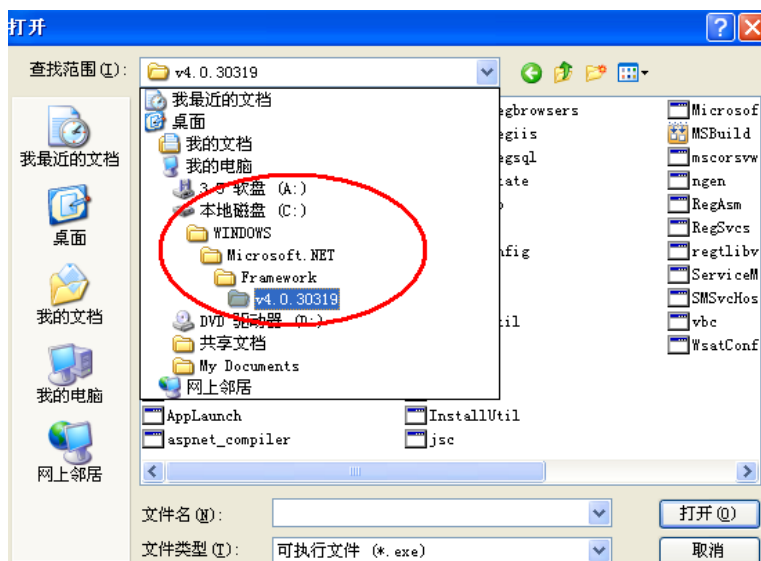 打开
查找范围(I):
v4.0.30319
我最近的文档
桌面
我的文档
我的电脑
3.5 软盘 (A:)
本地磁盘 (C:)
WINDOWS
Microsoft.NET
Framework
v4.0.30319
DVD 驱动器 (D:)
共享文档
My Documents
网上邻居
我最近的文档
桌面
我的文档
我的电脑
网上邻居
egbrowsers
egiis
egsql
tate
nfig
til
AppLaunch
aspnet_compiler
InstallUtil
jsc
Microsof
MSBuild
mscorsvw
ngen
RegAsm
RegSvcs
regtlibv
ServiceM
SMSvcHos
vbc
WsatConf
文件名(N):
打开(O)
文件类型(T):
可执行文件 (*.exe)
取消